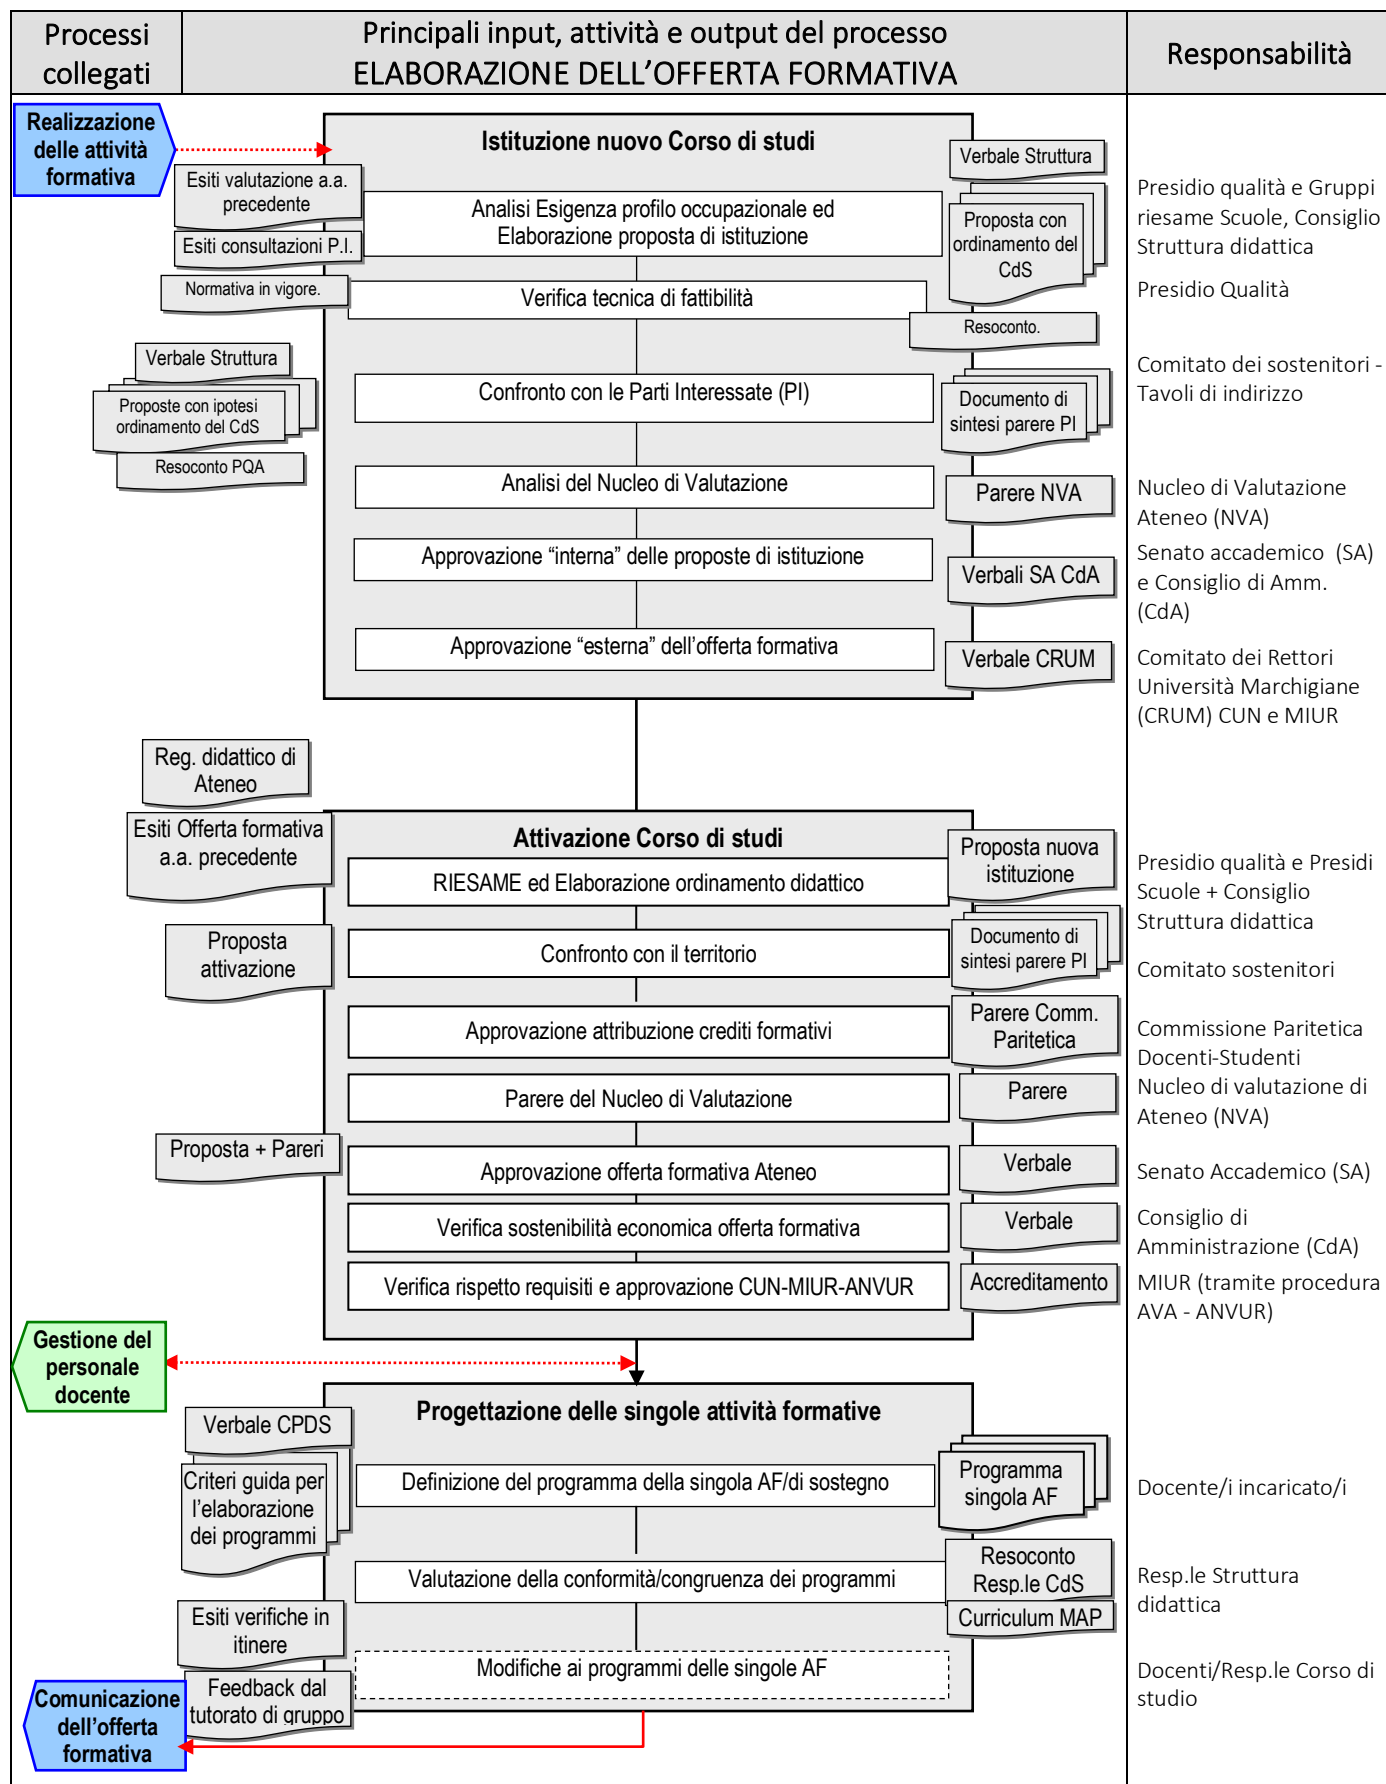 Processi
collegati
Principali input, attività e output del processo
ELABORAZIONE DELL’OFFERTA FORMATIVA
Responsabilità
Realizzazione
delle attività
formativa
Istituzione nuovo Corso di studi
Verbale Struttura
Esiti valutazione a.a.
precedente
Esiti consultazioni P.I.
Analisi Esigenza profilo occupazionale ed
Elaborazione proposta di istituzione
Proposta con
ordinamento del
CdS
Presidio qualità e Gruppi
riesame Scuole, Consiglio
Struttura didattica
Normativa in vigore.
Verifica tecnica di fattibilità
Resoconto.
Presidio Qualità
Verbale Struttura
Proposte con ipotesi
ordinamento del CdS
Resoconto PQA
Confronto con le Parti Interessate (PI)
Documento di
sintesi parere PI
Comitato dei sostenitori -
Tavoli di indirizzo
Analisi del Nucleo di Valutazione
Parere NVA
Nucleo di Valutazione
Ateneo (NVA)
Approvazione “interna” delle proposte di istituzione
Verbali SA CdA
Senato accademico (SA)
e Consiglio di Amm.
(CdA)
Approvazione “esterna” dell’offerta formativa
Verbale CRUM
Comitato dei Rettori
Università Marchigiane
(CRUM) CUN e MIUR
Reg. didattico di
Ateneo
Esiti Offerta formativa
a.a. precedente
Attivazione Corso di studi
RIESAME ed Elaborazione ordinamento didattico
Proposta nuova
istituzione
Presidio qualità e Presidi
Scuole + Consiglio
Struttura didattica
Proposta
attivazione
Confronto con il territorio
Documento di
sintesi parere PI
Comitato sostenitori
Approvazione attribuzione crediti formativi
Parere Comm.
Paritetica
Commissione Paritetica
Docenti-Studenti
Parere del Nucleo di Valutazione
Parere
Nucleo di valutazione di
Ateneo (NVA)
Proposta + Pareri
Approvazione offerta formativa Ateneo
Verbale
Senato Accademico (SA)
Verifica sostenibilità economica offerta formativa
Verbale
Consiglio di
Amministrazione (CdA)
Verifica rispetto requisiti e approvazione CUN-MIUR-ANVUR
Accreditamento
MIUR (tramite procedura
AVA - ANVUR)
Gestione del
personale
docente
Progettazione delle singole attività formative
Verbale CPDS
Criteri guida per
l’elaborazione
dei programmi
Definizione del programma della singola AF/di sostegno
Programma
singola AF
Docente/i incaricato/i
Valutazione della conformità/congruenza dei programmi
Resoconto
Resp.le CdS
Curriculum MAP
Resp.le Struttura
didattica
Esiti verifiche in
itinere
Feedback dal
tutorato di gruppo
Modifiche ai programmi delle singole AF
Docenti/Resp.le Corso di
studio
Comunicazione
dell’offerta
formativa